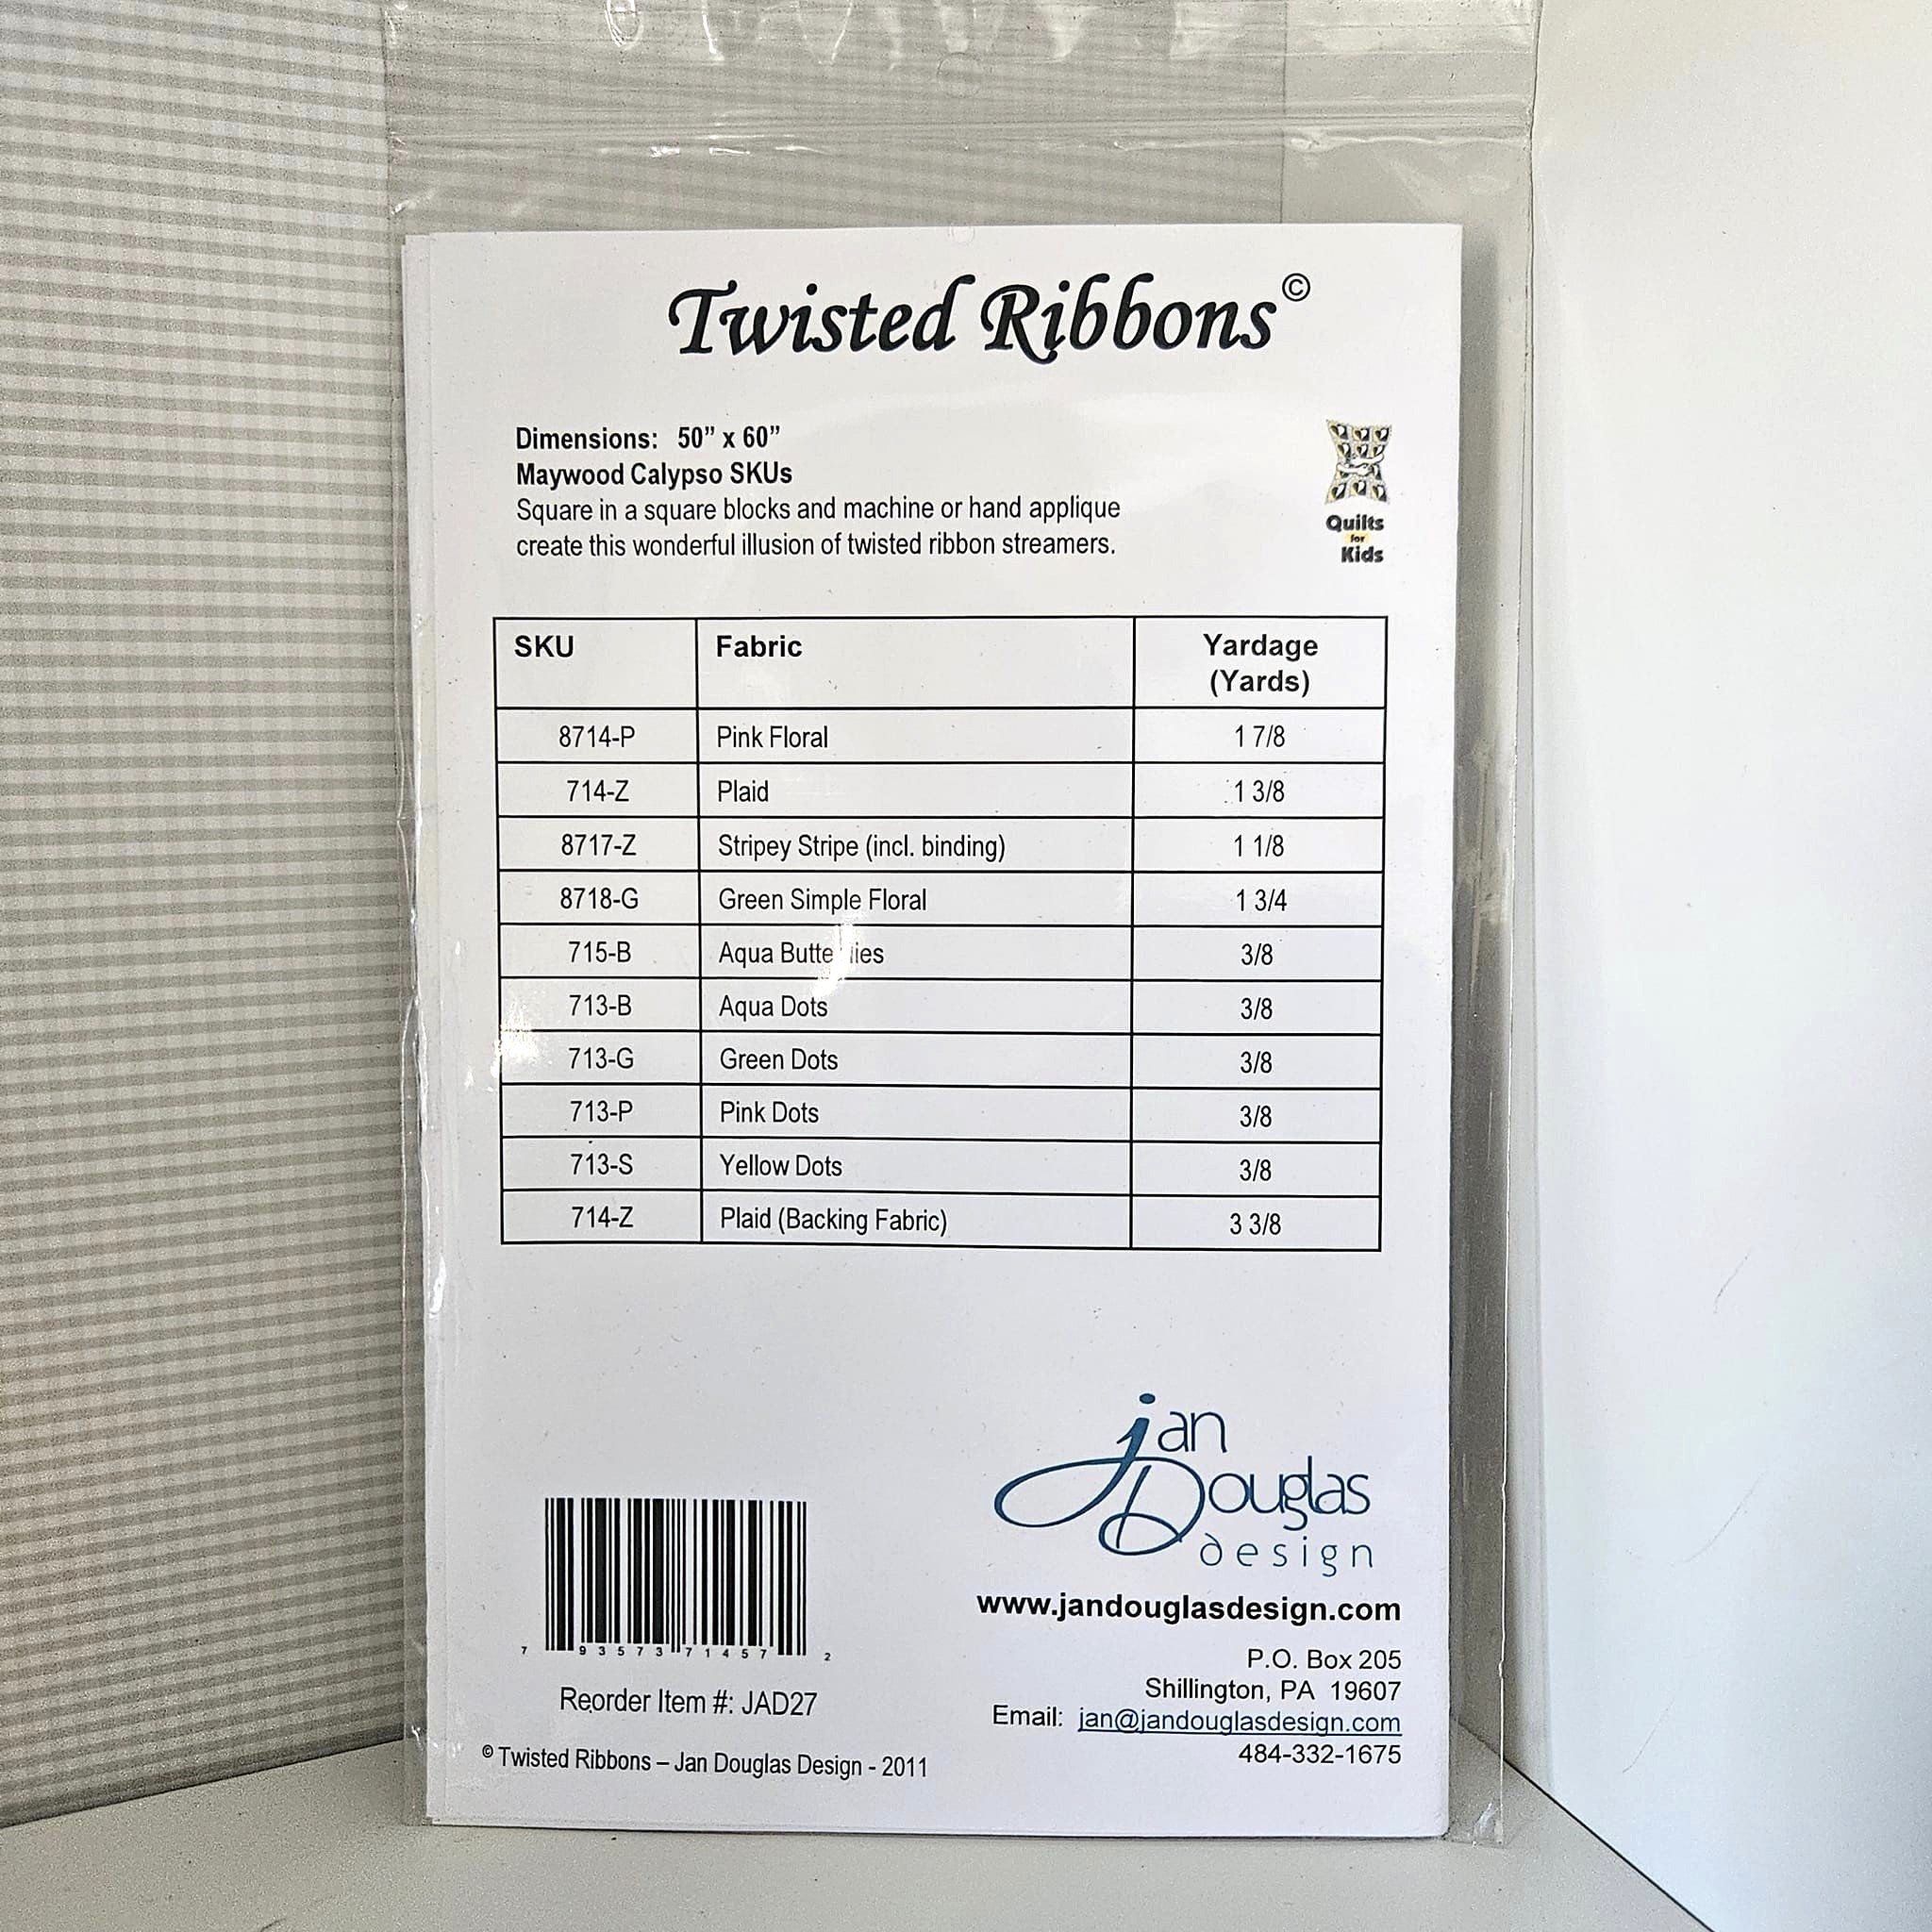 Twisted Ribbons©
Dimensions: 50” x 60”
Maywood Calypso SKUs
Square in a square blocks and machine or hand applique
create this wonderful illusion of twisted ribbon streamers.
Quilts
for
Kids
SKU Fabric Yardage
(Yards)
8714-P Pink Floral 1 7/8
714-Z Plaid 1 3/8
8717-Z Stripey Stripe (incl. binding) 1 1/8
8718-G Green Simple Floral 1 3/4
715-B Aqua 3/8
713-B Aqua Dots 3/8
713-G Green Dots 3/8
713-P Pink Dots 3/8
713-S Yellow Dots 3/8
714-Z Plaid (Backing Fabric) 3 3/8
jan
Douglas
design
www.jandouglasdesign.com
7 93573 71457 2
P.O. Box 205
Shillington, PA 19607
Reorder Item #: JAD27
Email: jan@jandouglasdesign.com
484-332-1675
© Twisted Ribbons – Jan Douglas Design - 2011